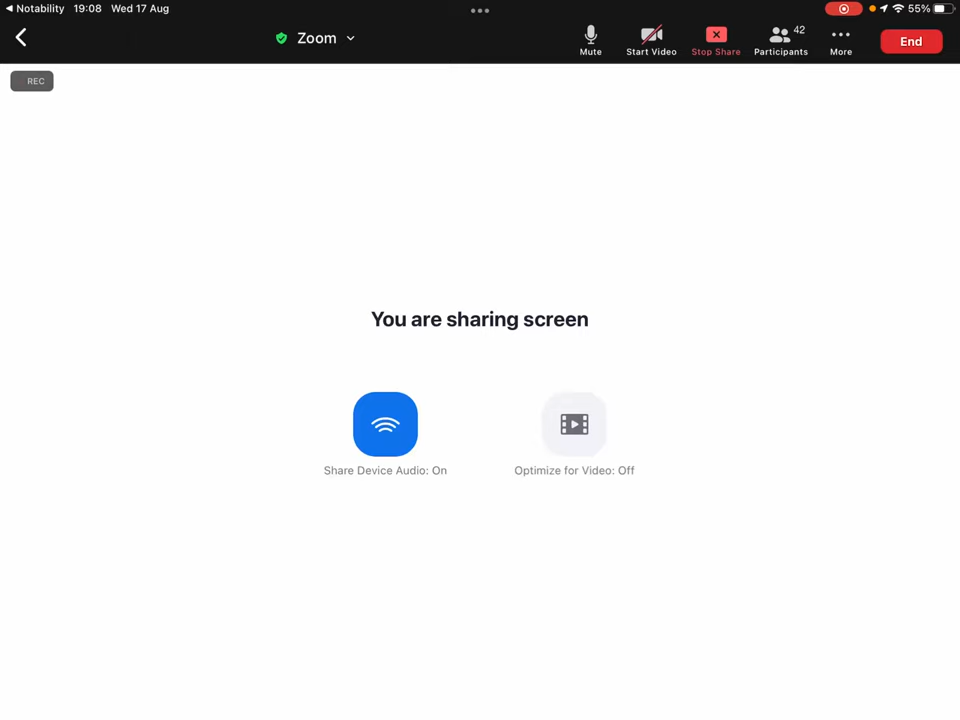 Notability 19:08 Wed 17 Aug
55%
Zoom
42
Mute Start Video Stop Share Participants More End
REC
You are sharing screen
Share Device Audio: On Optimize for Video: Off